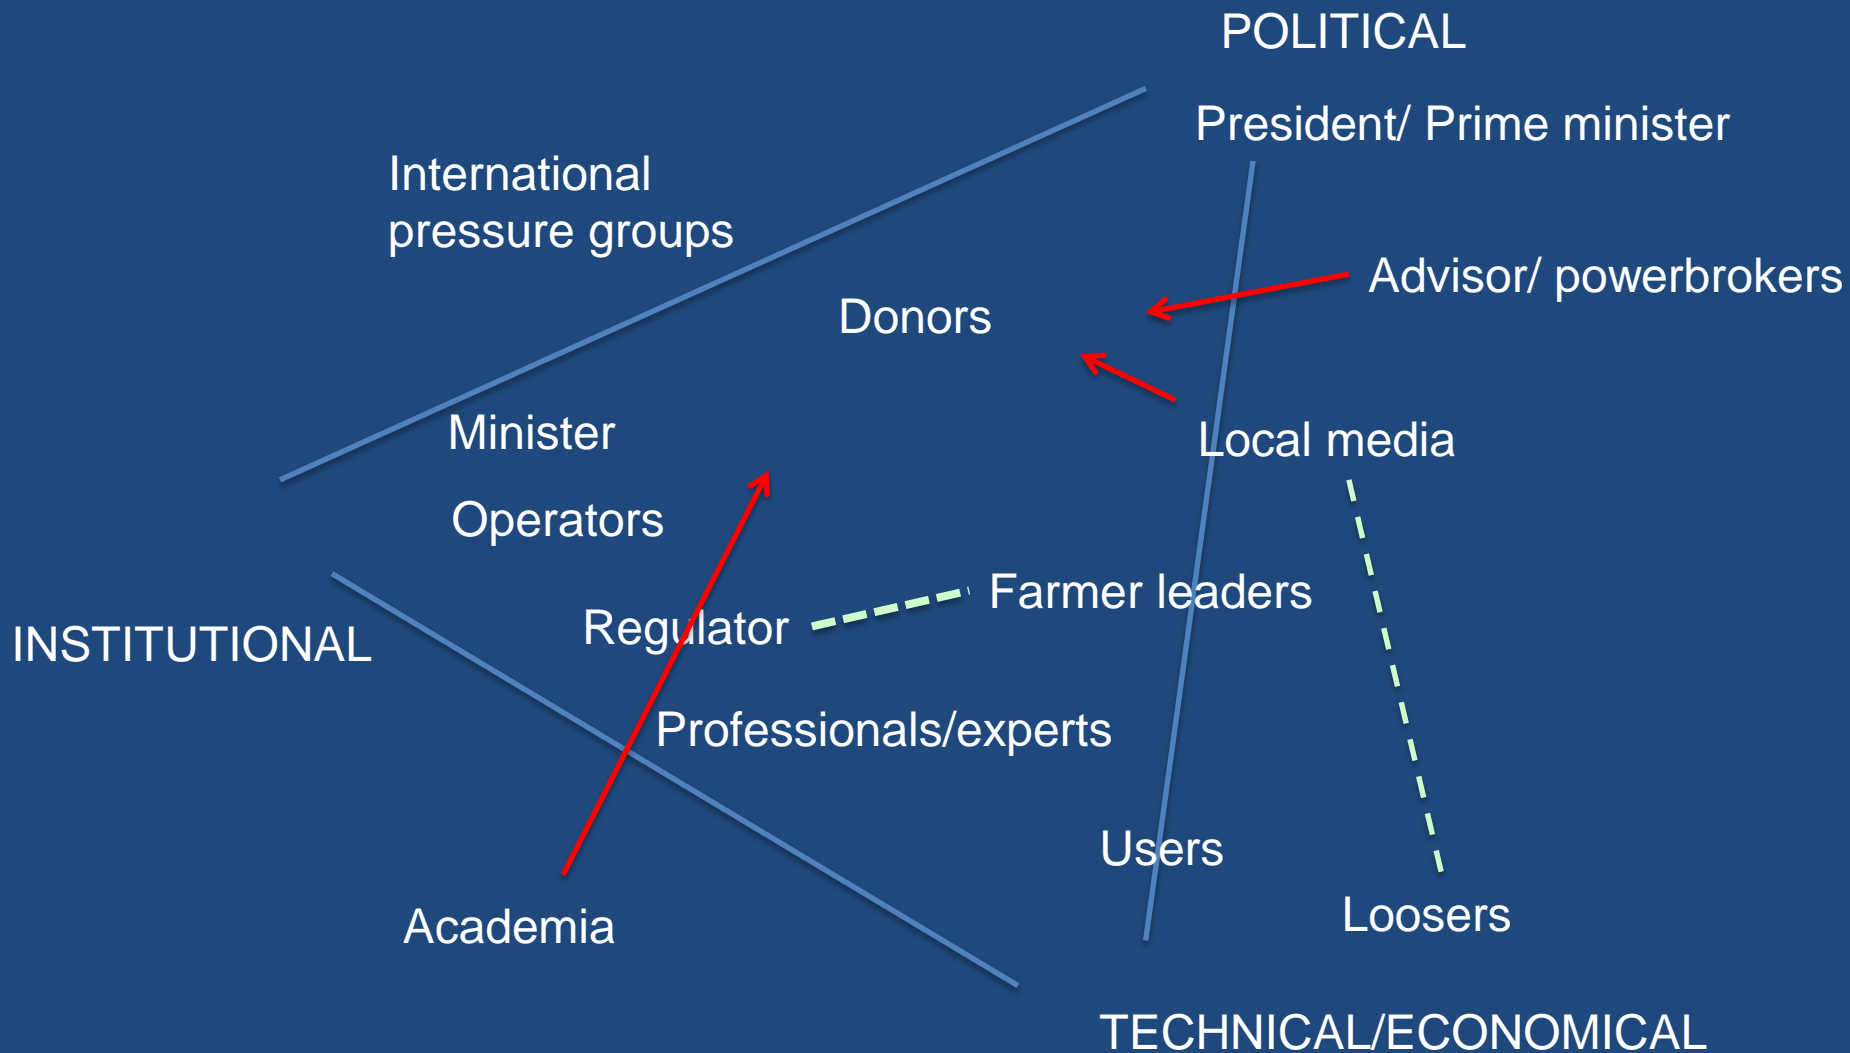 POLITICAL
President/ Prime minister
International
pressure groups
Advisor/ powerbrokers
Donors
Minister
Local media
Operators
Farmer leaders
Regulator
INSTITUTIONAL
Professionals/experts
Users
Loosers
Academia
TECHNICAL/ECONOMICAL